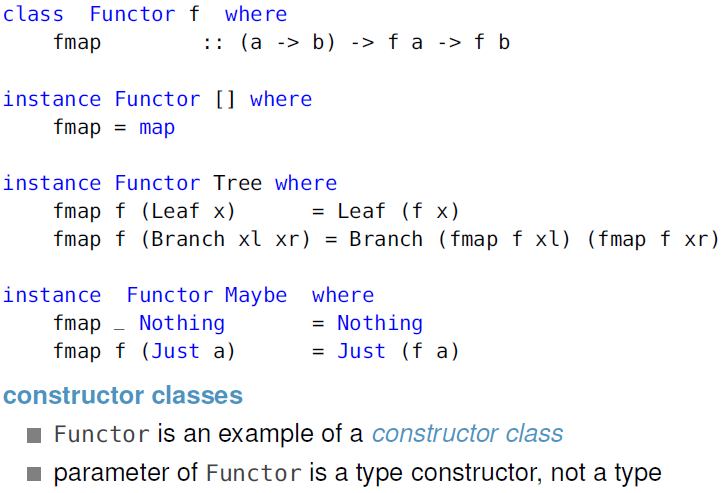 class  Functor f  where
    fmap        :: (a -> b) -> f a -> f b
instance Functor [] where
    fmap = map
instance Functor Tree where
    fmap f (Leaf x)      = Leaf (f x)
    fmap f (Branch xl xr) = Branch (fmap f xl) (fmap f xr)
instance  Functor Maybe  where
    fmap _ Nothing       = Nothing
    fmap f (Just a)      = Just (f a)
constructor classes
Functor is an example of a constructor class
parameter of Functor is a type constructor, not a type